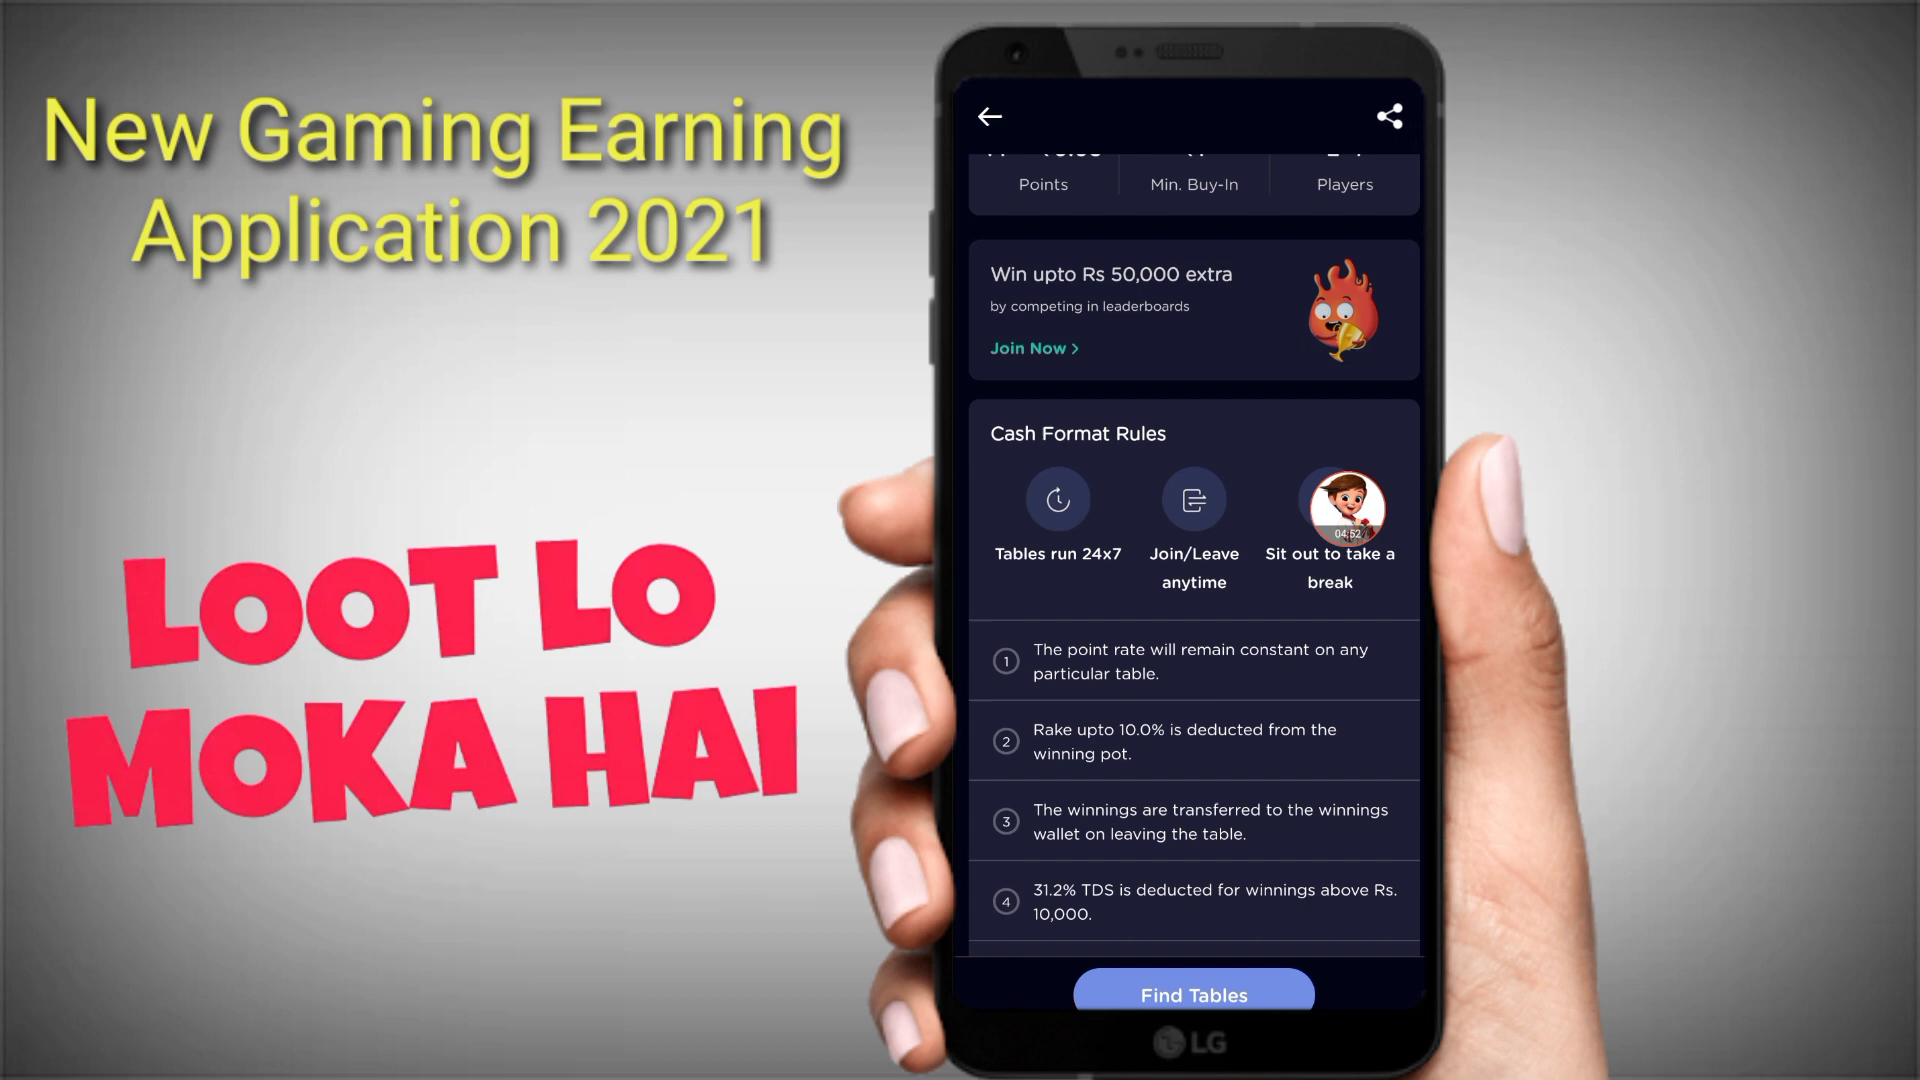 New Gaming Earning
Application 2021
LOOT LO
MOKA HAI
Points
Min. Buy-In
Players
Win upto Rs 50,000 extra
by competing in leaderboards
Join Now >
Cash Format Rules
04:52
Tables run 24x7
Join/Leave
anytime
Sit out to take a
break
1 The point rate will remain constant on any
particular table.
2 Rake upto 10.0% is deducted from the
winning pot.
3 The winnings are transferred to the winnings
wallet on leaving the table.
4 31.2% TDS is deducted for winnings above Rs.
10,000.
Find Tables
LG